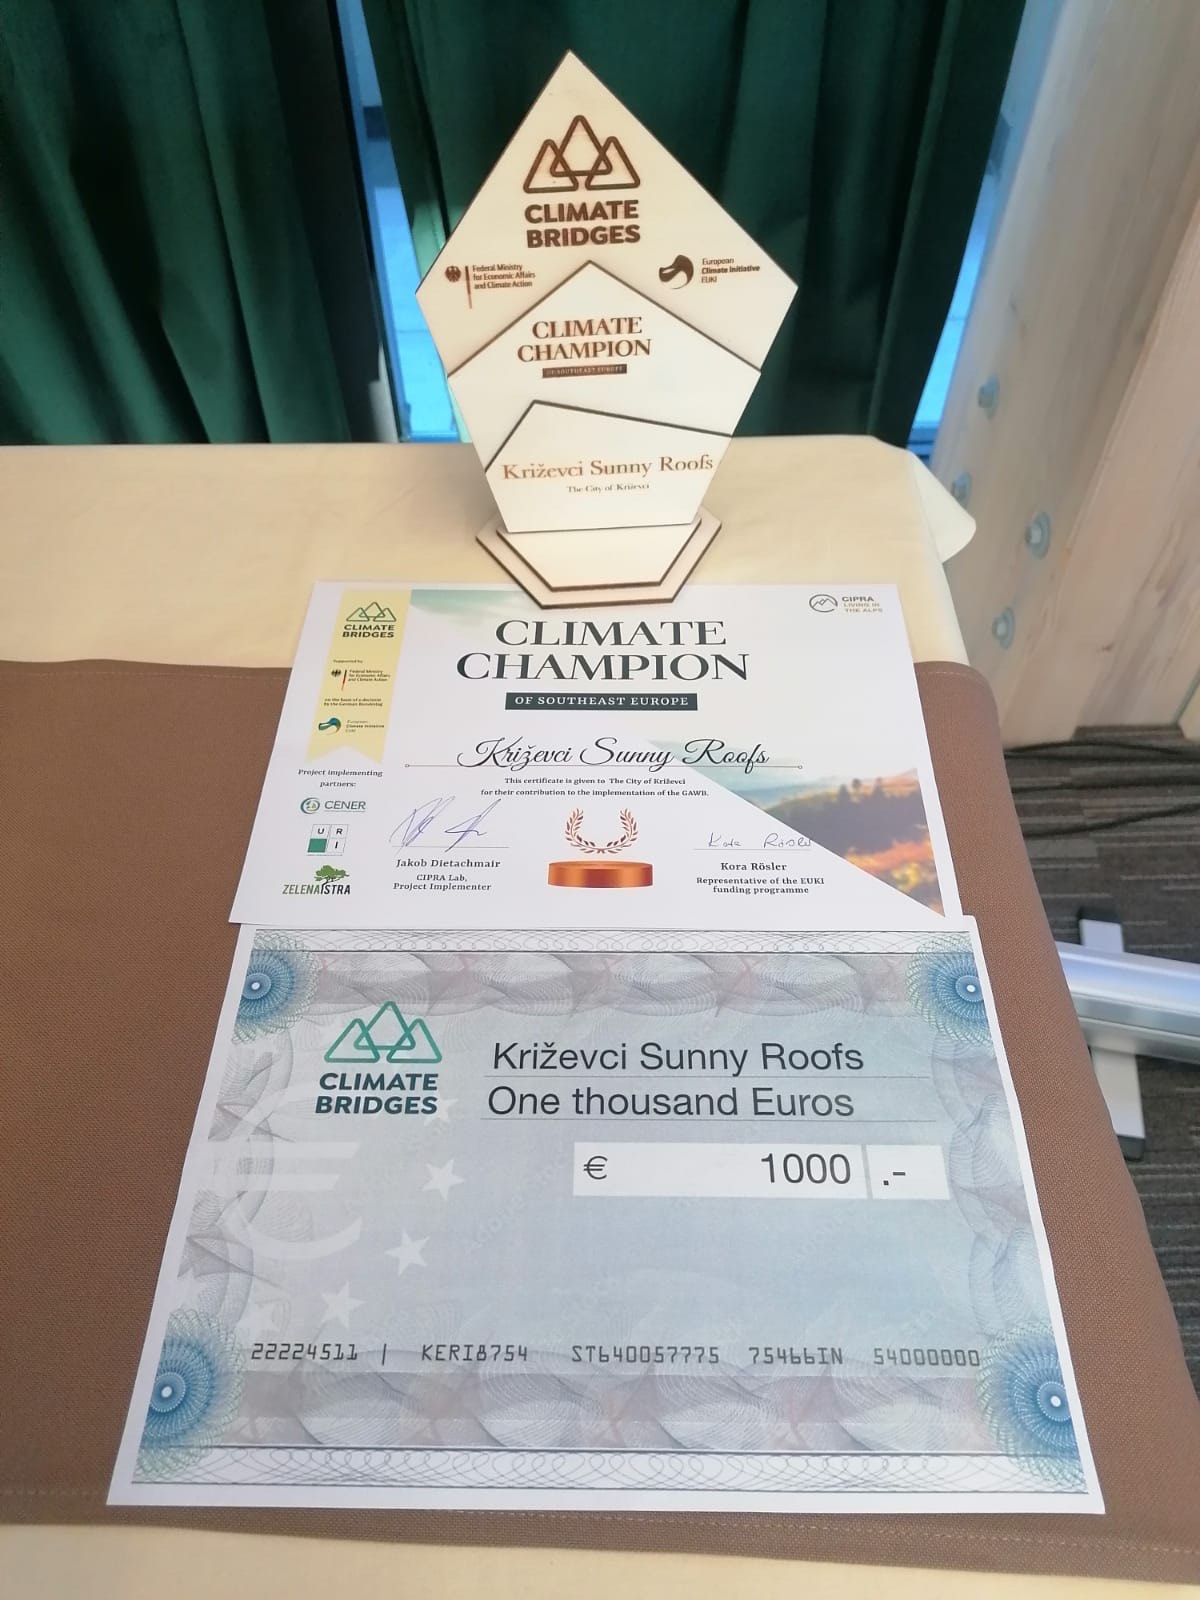 CLIMATE
BRIDGES
Federal Ministry
for Economic Affairs
and Climate Action
European
Climate Initiative
EUKI
CLIMATE
CHAMPION
OF SOUTHEAST EUROPE
Križevci Sunny Roofs
The City of Križevci
CLIMATE
BRIDGES
Supported by
Federal Ministry
for Economic Affairs
and Climate Action
on the basis of a decision
by the German Bundestag
European
Climate Initiative
EUKI
Project implementing
partners:
CENER
U R
I
ZELENA ISTRA
CIPRA
LIVING IN
THE ALPS
CLIMATE
CHAMPION
OF SOUTHEAST EUROPE
Križevci Sunny Roofs
This certificate is given to The City of Križevci
for their contribution to the implementation of the GAWB.
Jakob Dietachmair
CIPRA Lab,
Project Implementer
Kora Rösler
Kora Rösler
Representative of the EUKI
funding programme
CLIMATE
BRIDGES
Križevci Sunny Roofs
One thousand Euros
€ 1000 .-
22224511 | KERI8754 ST640057775 75466IN 54000000